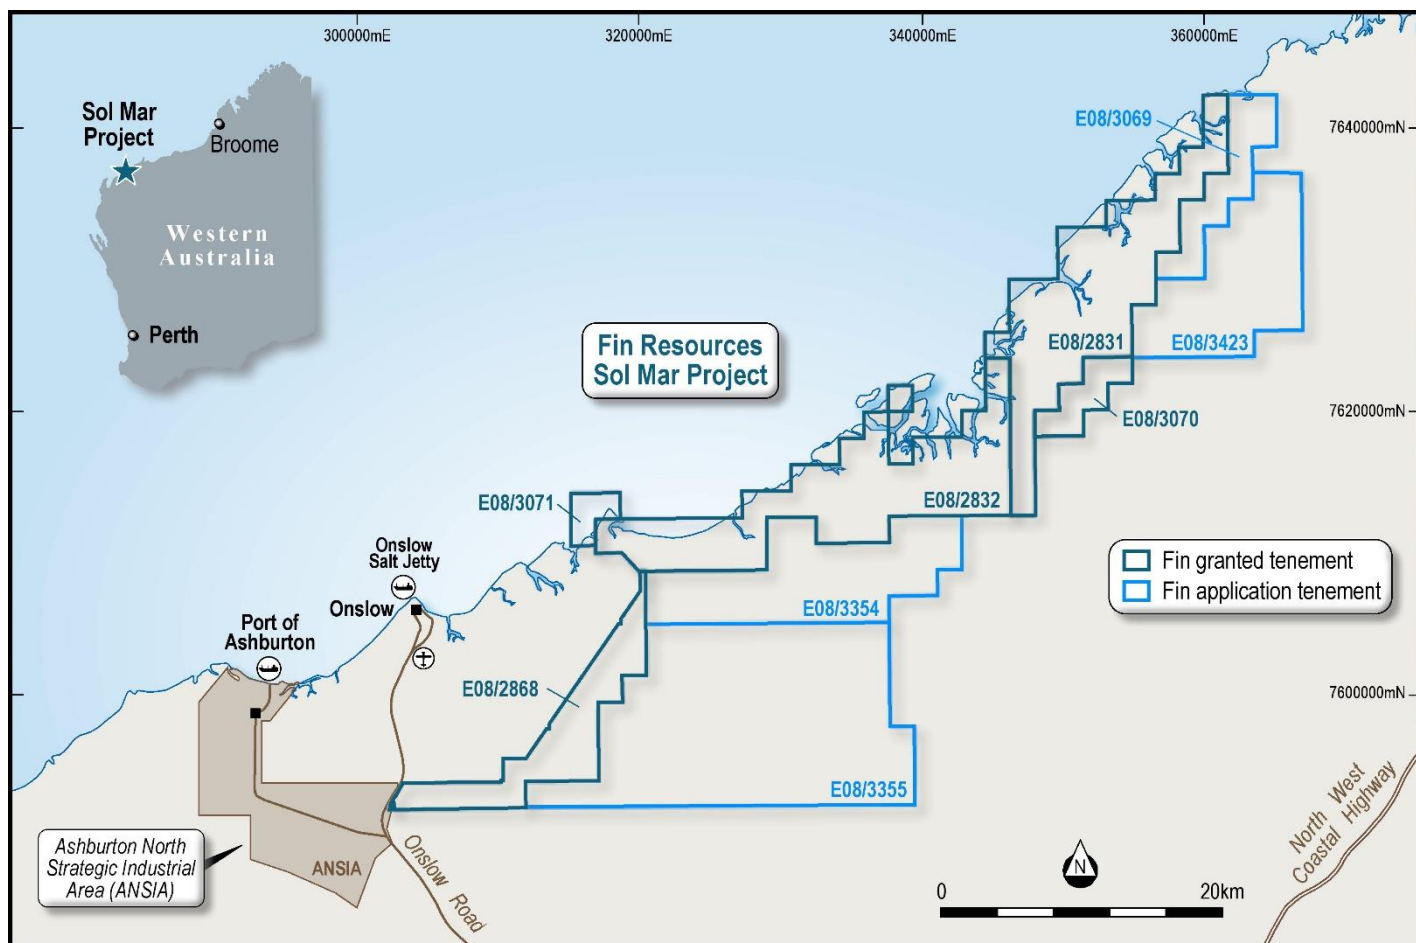 300000mE
320000mE
340000mE
360000mE
Sol Mar
Project
Broome
Western
Australia
Perth
E08/3069
7640000mN
Fin Resources
Sol Mar Project
E08/2831
E08/3423
E08/3070
7620000mN
E08/3071
E08/2832
Onslow
Salt Jetty
Onslow
Port of
Ashburton
Fin granted tenement
Fin application tenement
E08/3354
E08/2868
7600000mN
E08/3355
Ashburton North
Strategic Industrial
Area (ANSIA)
ANSIA
Onslow Road
North West
Coastal Highway
N
0
20km